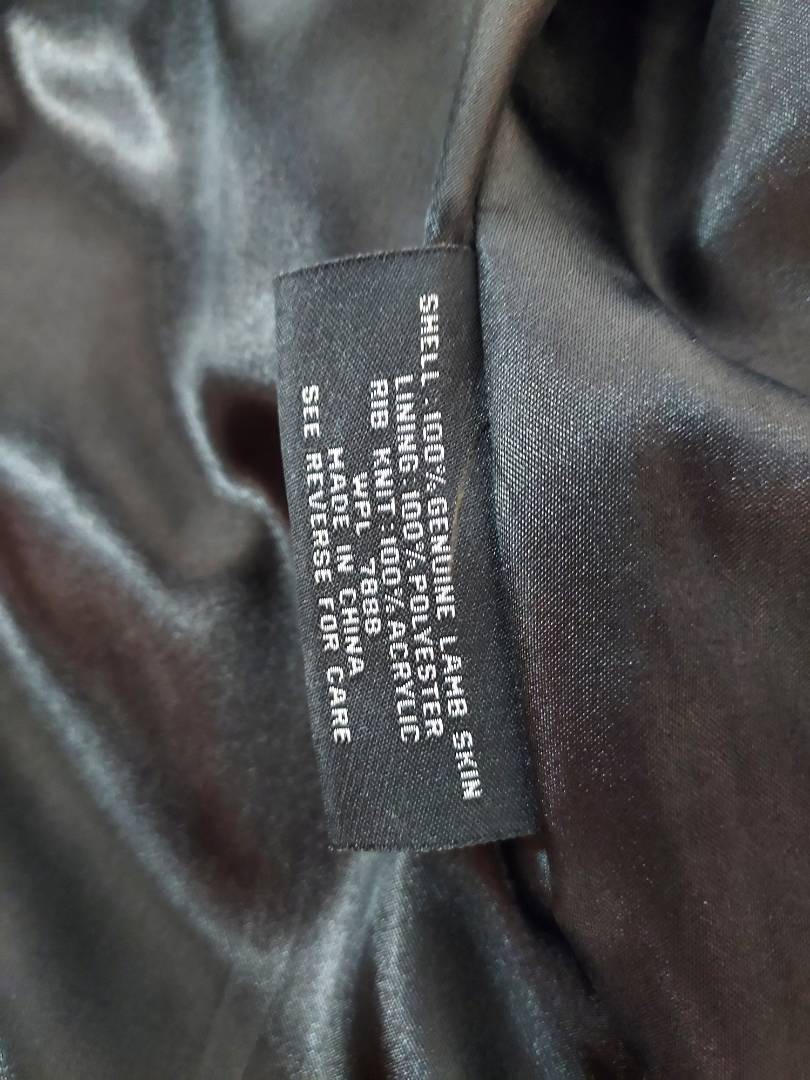 SHELL:100% GENUINE LAMB SKIN
LINING:100% POLYESTER
RIB KNIT:100% ACRYLIC
WPL 7888
MADE IN CHINA
SEE REVERSE FOR CARE